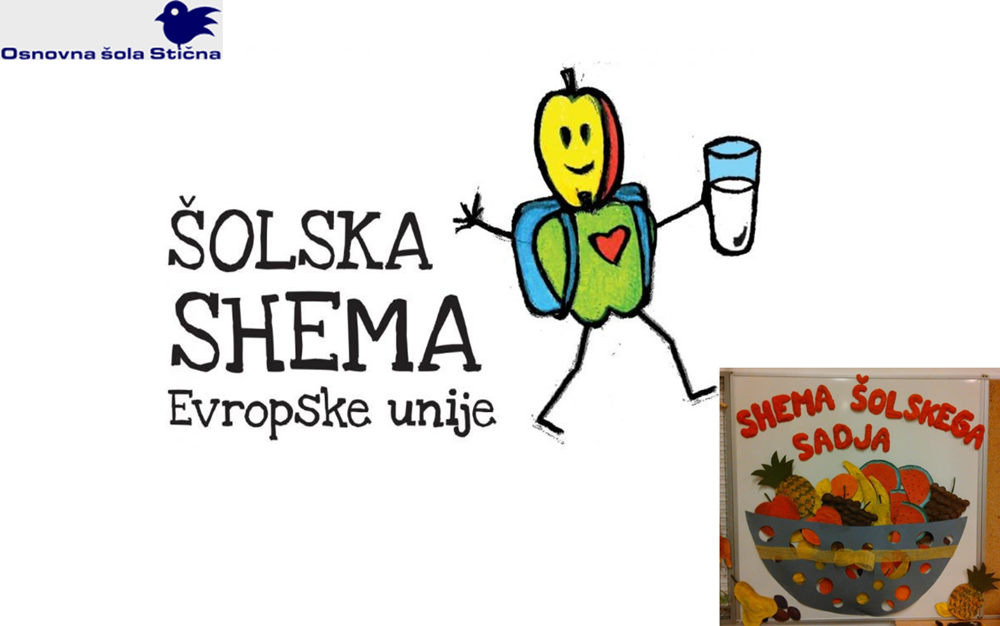 Osnovna šola Stična
ŠOLSKA
SHEMA
Evropske unije
SHEMA ŠOLSKEGA
SADJA